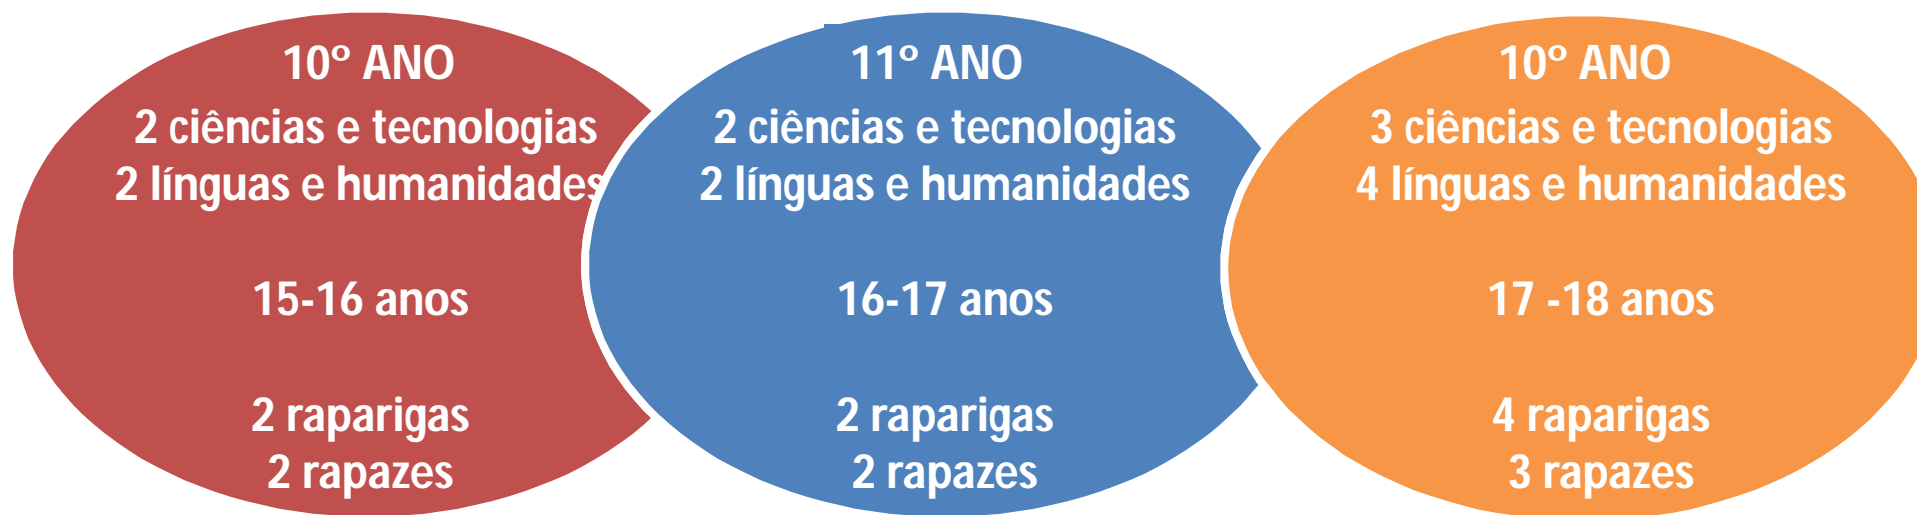 10º ANO
2 ciências e tecnologias
2 línguas e humanidades
15-16 anos
2 raparigas
2 rapazes
11º ANO
2 ciências e tecnologias
2 línguas e humanidades
16-17 anos
2 raparigas
2 rapazes
10º ANO
3 ciências e tecnologias
4 línguas e humanidades
17 -18 anos
4 raparigas
3 rapazes